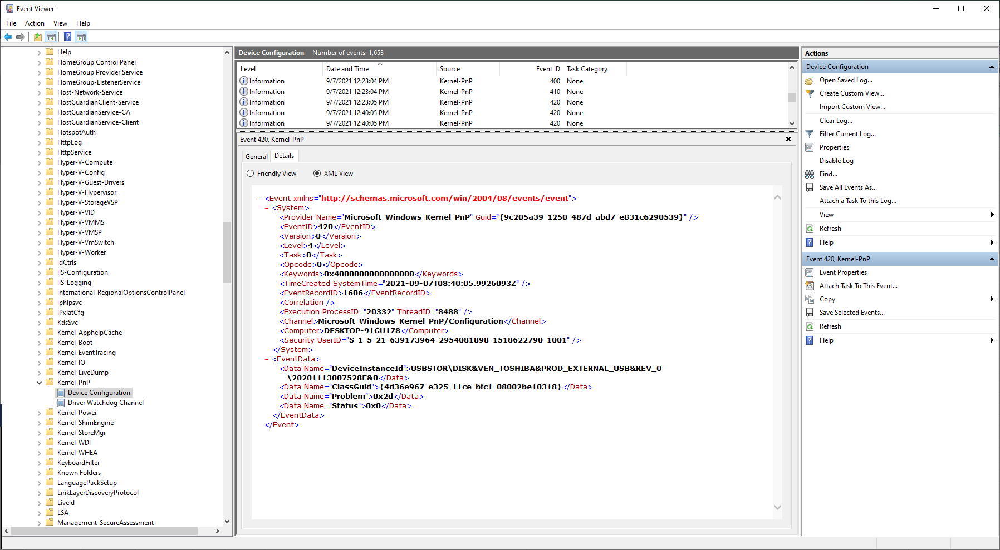 Event Viewer
File Action View Help
Help
HomeGroup Control Panel
HomeGroup Provider Service
HomeGroup-ListenerService
Host-Network-Service
HostGuardianClient-Service
HostGuardianService-CA
HostGuardianService-Client
HotspotAuth
HttpLog
HttpService
Hyper-V-Compute
Hyper-V-Config
Hyper-V-Guest-Drivers
Hyper-V-Hypervisor
Hyper-V-StorageVSP
Hyper-V-VID
Hyper-V-VMMS
Hyper-V-VMSP
Hyper-V-VmSwitch
Hyper-V-Worker
IdCtrls
IIS-Configuration
IIS-Logging
International-RegionalOptionsControlPanel
Iphlpsvc
IPxlatCfg
KdsSvc
Kernel-ApphelpCache
Kernel-Boot
Kernel-EventTracing
Kernel-IO
Kernel-LiveDump
Kernel-PnP
Device Configuration
Driver Watchdog Channel
Kernel-Power
Kernel-ShimEngine
Kernel-StoreMgr
Kernel-WDI
Kernel-WHEA
KeyboardFilter
Known Folders
LanguagePackSetup
LinkLayerDiscoveryProtocol
LiveId
LSA
Management-SecureAssessment
Device Configuration Number of events: 1,653
Level Date and Time Source Event ID Task Category
Information 9/7/2021 12:23:04 PM Kernel-PnP 400 None
Information 9/7/2021 12:23:04 PM Kernel-PnP 410 None
Information 9/7/2021 12:23:05 PM Kernel-PnP 420 None
Information 9/7/2021 12:40:05 PM Kernel-PnP 420 None
Information 9/7/2021 12:40:05 PM Kernel-PnP 420 None
Event 420, Kernel-PnP
General Details
Friendly View XML View
- <Event xmlns="http://schemas.microsoft.com/win/2004/08/events/event">
- <System>
<Provider Name="Microsoft-Windows-Kernel-PnP" Guid="{9c205a39-1250-487d-abd7-e831c6290539}" />
<EventID>420</EventID>
<Version>0</Version>
<Level>4</Level>
<Task>0</Task>
<Opcode>0</Opcode>
<Keywords>0x4000000000000000</Keywords>
<TimeCreated SystemTime="2021-09-07T08:40:05.9926093Z" />
<EventRecordID>1606</EventRecordID>
<Correlation />
<Execution ProcessID="20332" ThreadID="8488" />
<Channel>Microsoft-Windows-Kernel-PnP/Configuration</Channel>
<Computer>DESKTOP-91GU178</Computer>
<Security UserID="S-1-5-21-639173964-2954081898-1518622790-1001" />
</System>
- <EventData>
<Data Name="DeviceInstanceId">USBSTOR\DISK&VEN_TOSHIBA&PROD_EXTERNAL_USB&REV_0
\20201113007528F&0</Data>
<Data Name="ClassGuid">{4d36e967-e325-11ce-bfc1-08002be10318}</Data>
<Data Name="Problem">0x2d</Data>
<Data Name="Status">0x0</Data>
</EventData>
</Event>
Actions
Device Configuration
Open Saved Log...
Create Custom View...
Import Custom View...
Clear Log...
Filter Current Log...
Properties
Disable Log
Find...
Save All Events As...
Attach a Task To this Log...
View
Refresh
Help
Event 420, Kernel-PnP
Event Properties
Attach Task To This Event...
Copy
Save Selected Events...
Refresh
Help